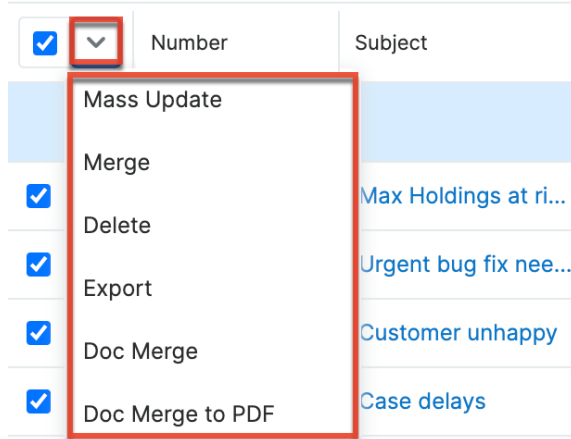 Number Subject
Mass Update
Merge
Max Holdings at ri...
Delete
Urgent bug fix nee...
Export
Customer unhappy
Doc Merge
Case delays
Doc Merge to PDF